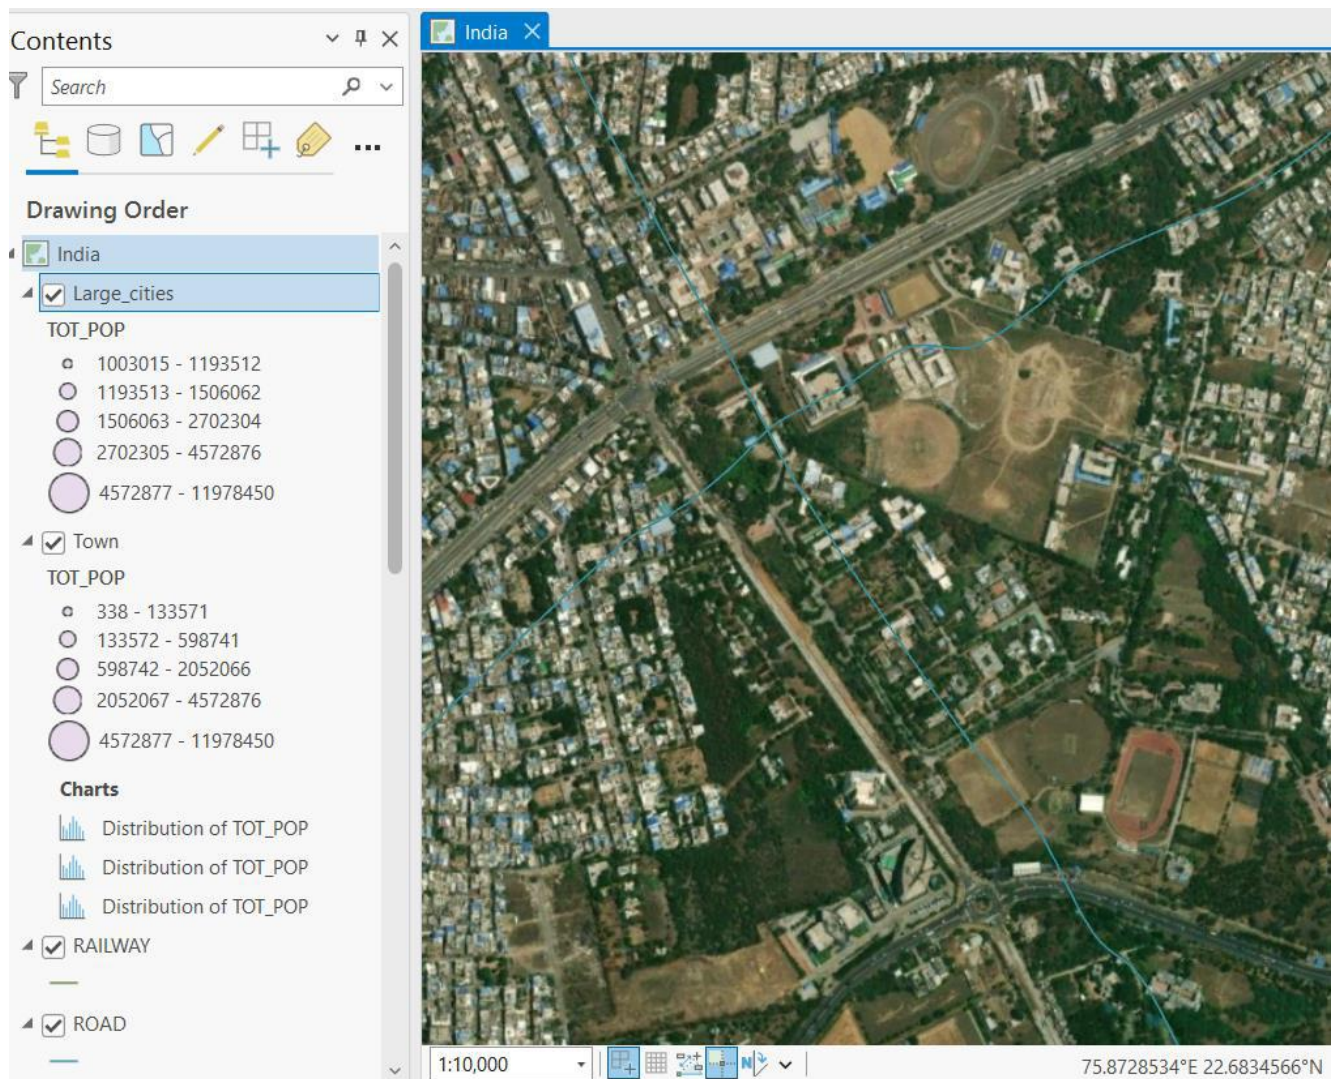 Contents
India
Search
...
Drawing Order
India
Large_cities
TOT_POP
1003015 - 1193512
1193513 - 1506062
1506063 - 2702304
2702305 - 4572876
4572877 - 11978450
Town
TOT_POP
338 - 133571
133572 - 598741
598742 - 2052066
2052067 - 4572876
4572877 - 11978450
Charts
Distribution of TOT_POP
Distribution of TOT_POP
Distribution of TOT_POP
RAILWAY
ROAD
1:10,000
N
75.8728534°E 22.6834566°N